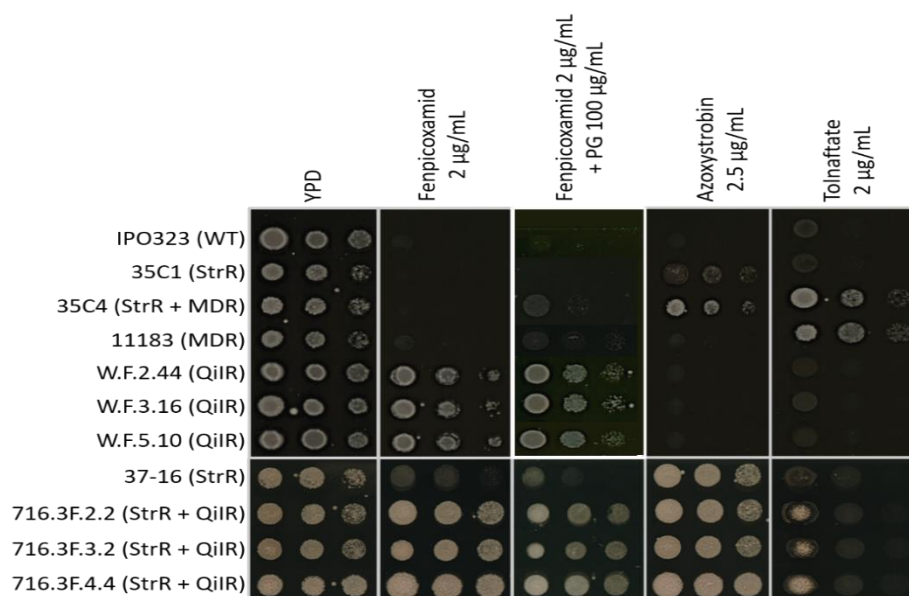 YPD
Fenpicoxamid
2 µg/mL
Fenpicoxamid 2 µg/mL
+ PG 100 µg/mL
Azoxystrobin
2.5 µg/mL
Tolnaftate
2 µg/mL
IPO323 (WT)
35C1 (StrR)
35C4 (StrR + MDR)
11183 (MDR)
W.F.2.44 (QiIR)
W.F.3.16 (QiIR)
W.F.5.10 (QiIR)
37-16 (StrR)
716.3F.2.2 (StrR + QiIR)
716.3F.3.2 (StrR + QiIR)
716.3F.4.4 (StrR + QiIR)